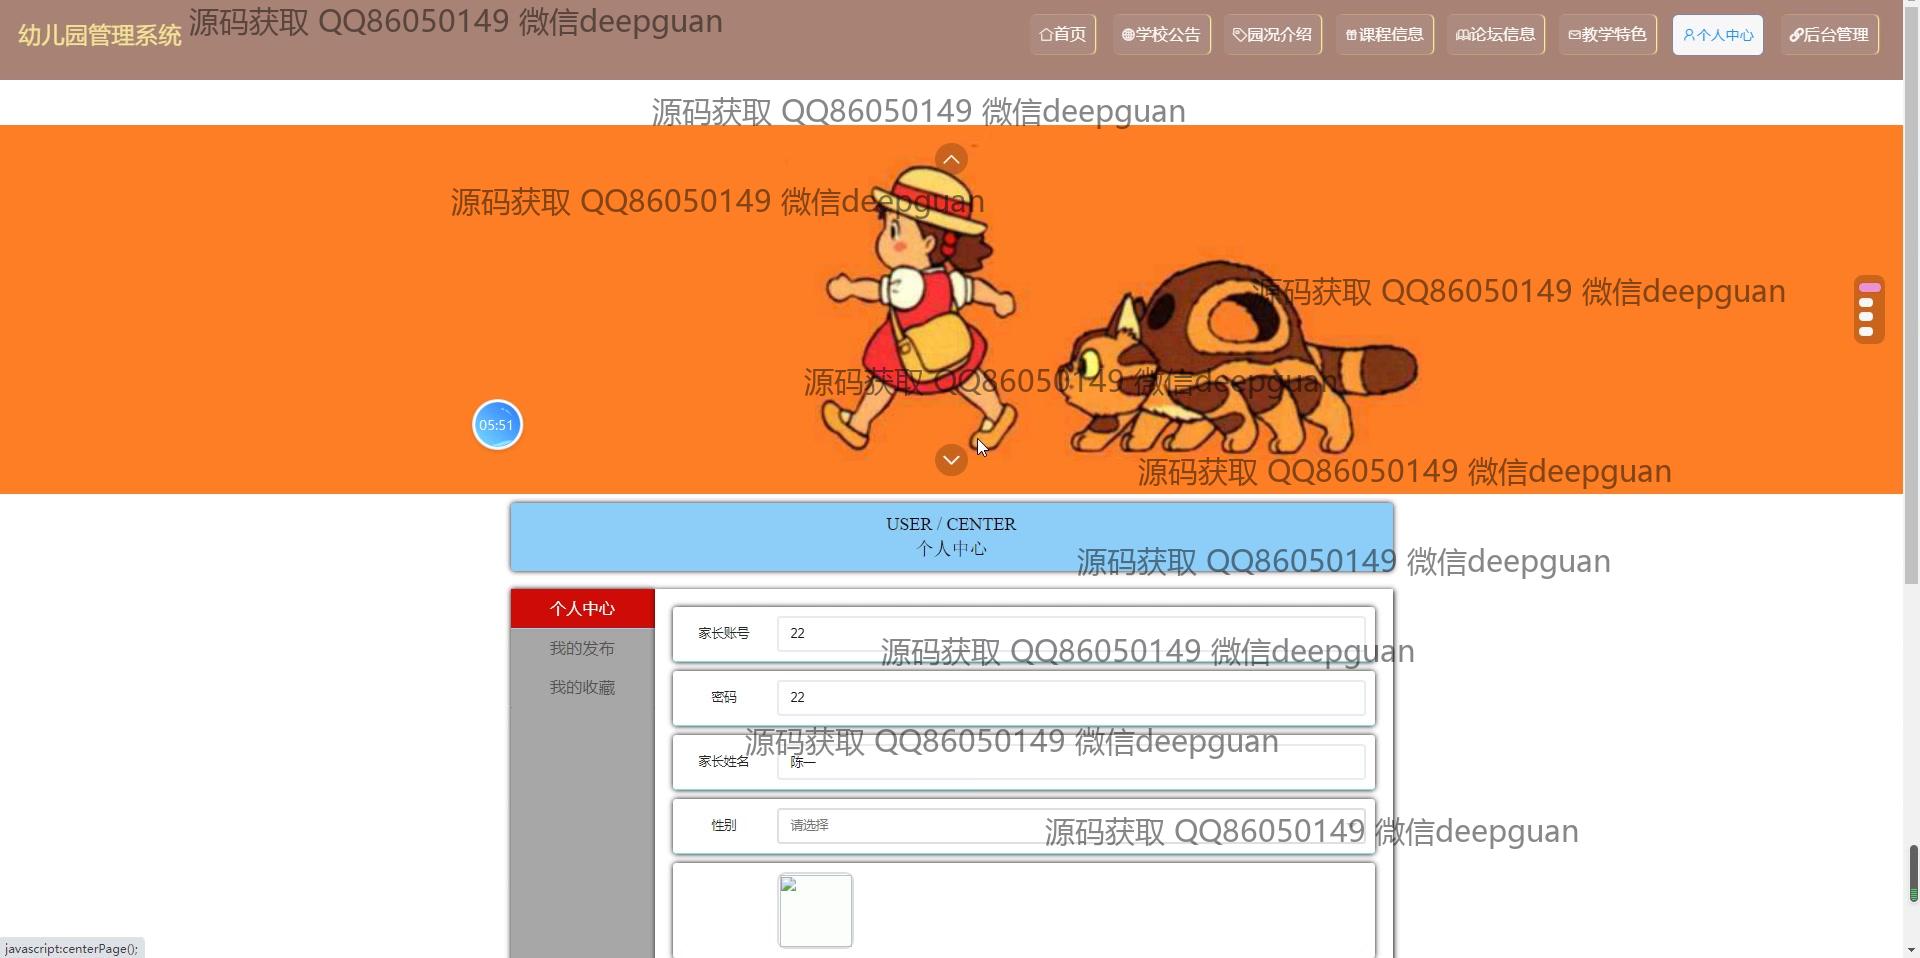 幼儿园管理系统
源码获取 QQ86050149 微信deepguan
首页
学校公告
园况介绍
课程信息
论坛信息
教学特色
个人中心
后台管理
源码获取 QQ86050149 微信deepguan
源码获取 QQ86050149 微信deepguan
源码获取 QQ86050149 微信deepguan
源码获取 QQ86050149 微信deepguan
05:51
源码获取 QQ86050149 微信deepguan
USER / CENTER
个人中心
源码获取 QQ86050149 微信deepguan
个人中心
我的发布
我的收藏
家长账号
22
源码获取 QQ86050149 微信deepguan
密码
22
源码获取 QQ86050149 微信deepguan
家长姓名
陈一
性别
请选择
源码获取 QQ86050149 微信deepguan
javascript:centerPage();